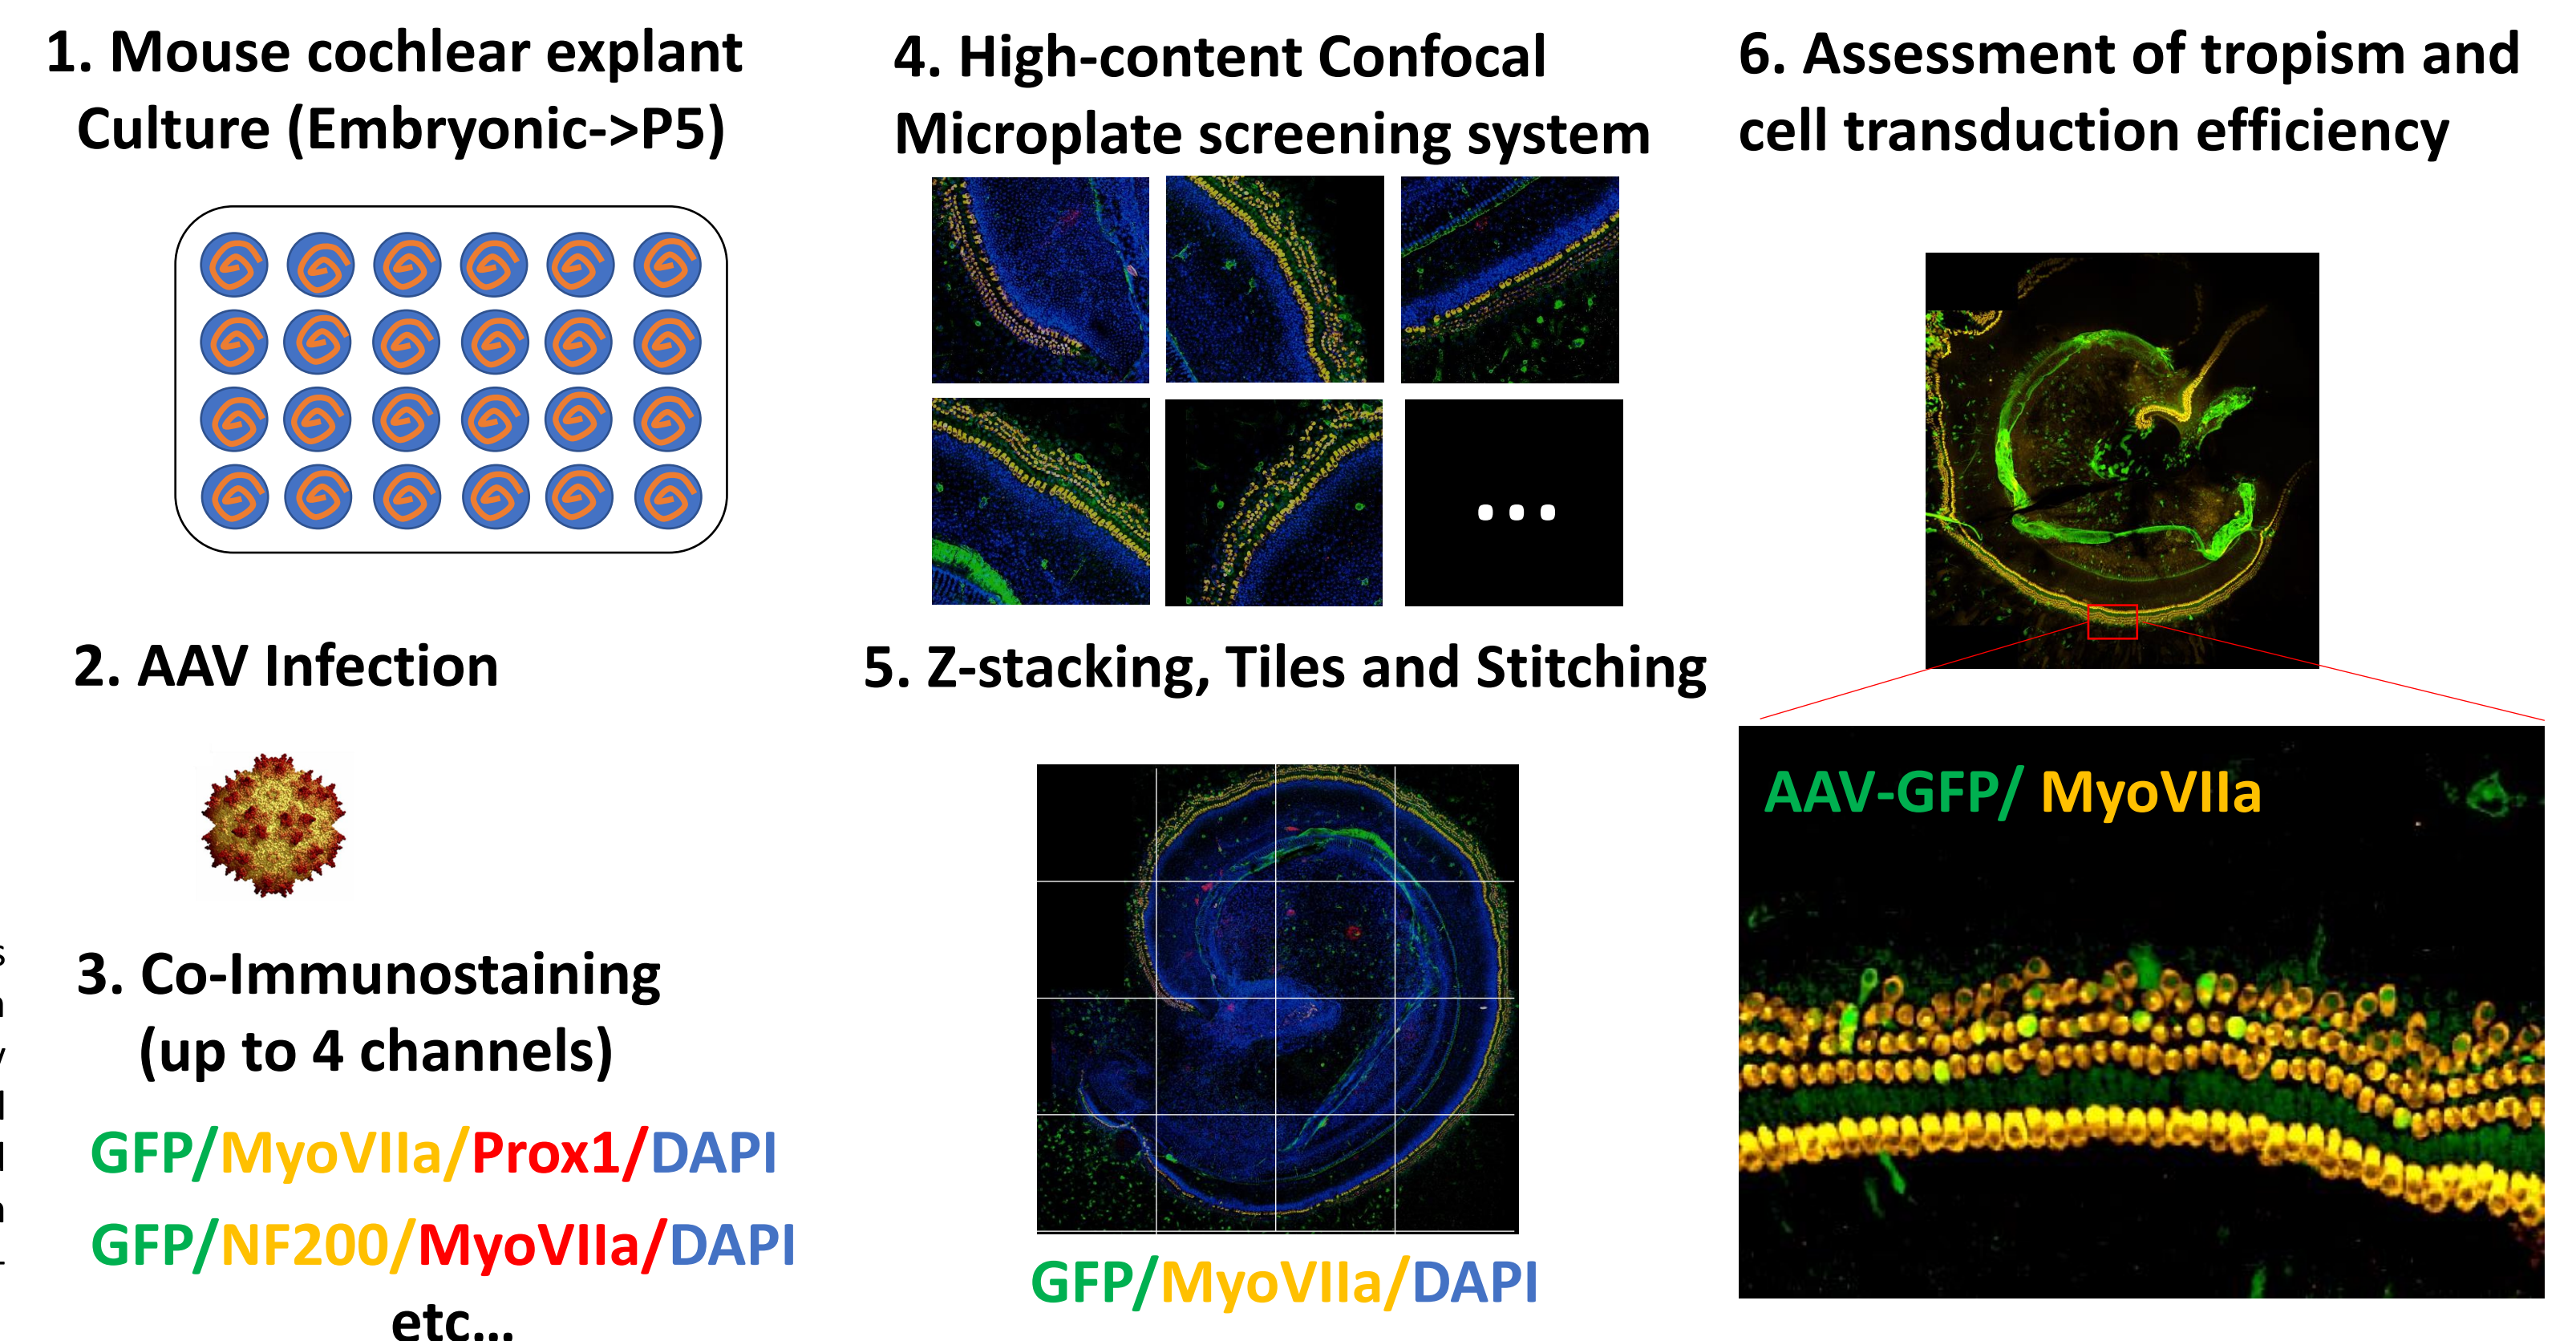 1. Mouse cochlear explant
Culture (Embryonic->P5)
2. AAV Infection
3. Co-Immunostaining
(up to 4 channels)
GFP/MyoVIIa/Prox1/DAPI
GFP/NF200/MyoVIIa/DAPI
etc...
4. High-content Confocal
Microplate screening system
...
5. Z-stacking, Tiles and Stitching
GFP/MyoVIIa/DAPI
6. Assessment of tropism and
cell transduction efficiency
AAV-GFP/ MyoVIIa